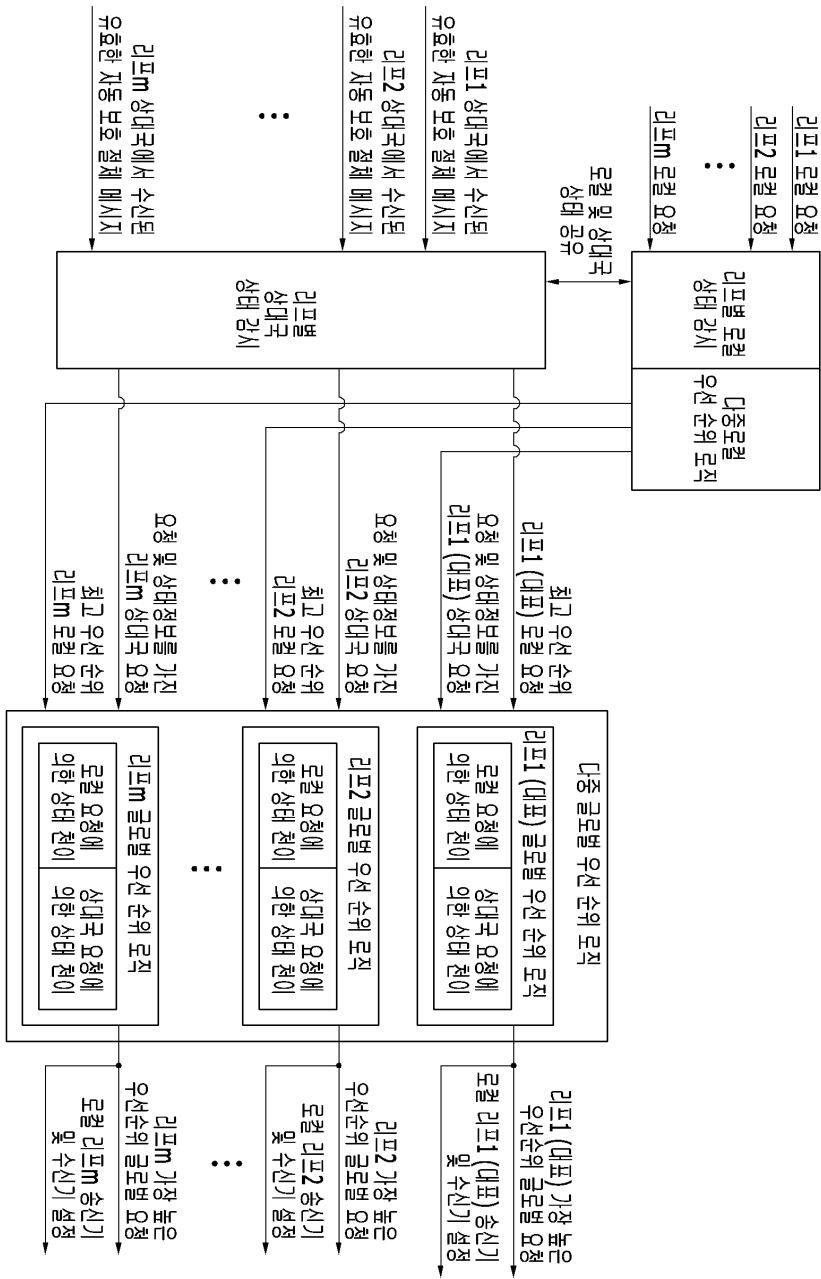 리프1 로컬 요청
리프2 로컬 요청
•••
리프m 로컬 요청
리프별 로컬
상태 감시
다중로컬
우선 순위 로직
로컬 및 상대국
상태 공유
리프1 상대국에서 수신된
유효한 자동 보호 절체 메시지
리프2 상대국에서 수신된
유효한 자동 보호 절체 메시지
•••
리프m 상대국에서 수신된
유효한 자동 보호 절체 메시지
리프별
상대국
상태 감시
최고 우선 순위
리프1 (대표) 로컬 요청
요청 및 상태정보를 가진
리프1 (대표) 상대국 요청
요청 및 상태정보를 가진
리프2 상대국 요청
최고 우선 순위
리프2 로컬 요청
•••
요청 및 상태정보를 가진
리프m 상대국 요청
최고 우선 순위
리프m 로컬 요청
다중 글로벌 우선 순위 로직
리프1 (대표) 글로벌 우선 순위 로직
로컬 요청에
의한 상태 천이
상대국 요청에
의한 상태 천이
리프2 글로벌 우선 순위 로직
로컬 요청에
의한 상태 천이
상대국 요청에
의한 상태 천이
•••
리프m 글로벌 우선 순위 로직
로컬 요청에
의한 상태 천이
상대국 요청에
의한 상태 천이
리프1 (대표) 가장 높은
우선순위 글로벌 요청
로컬 리프1 (대표) 송신기
및 수신기 설정
리프2 가장 높은
우선순위 글로벌 요청
로컬 리프2 송신기
및 수신기 설정
•••
리프m 가장 높은
우선순위 글로벌 요청
로컬 리프m 송신기
및 수신기 설정